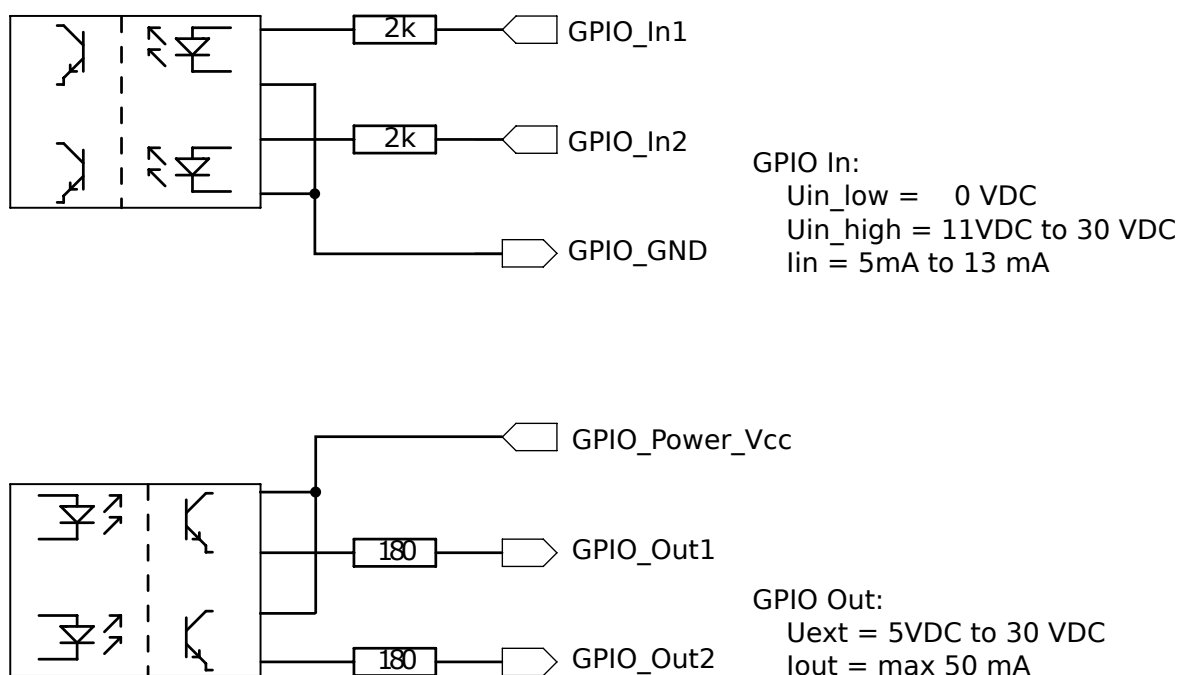 2k
GPIO_In1
2k
GPIO_In2
GPIO_GND
GPIO In:
Uin_low = 0 VDC
Uin_high = 11VDC to 30 VDC
Iin = 5mA to 13 mA
GPIO_Power_Vcc
180
GPIO_Out1
180
GPIO_Out2
GPIO Out:
Uext = 5VDC to 30 VDC
Iout = max 50 mA